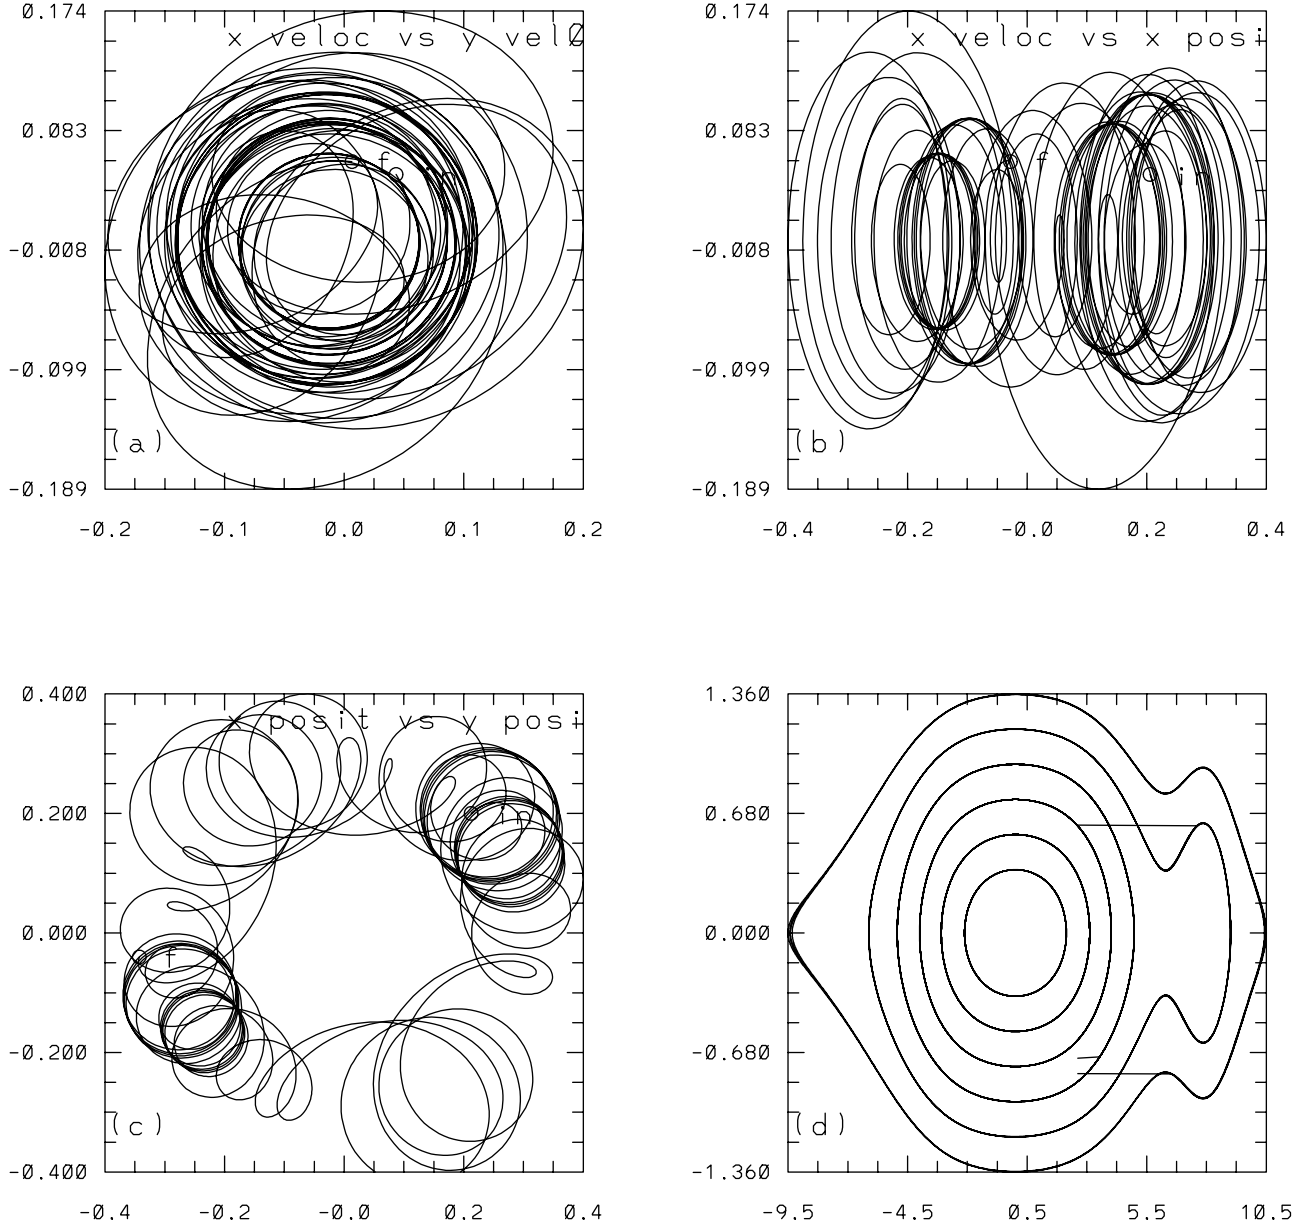 0.174
x veloc vs y vel0
0.083
o f
o in
-0.008
-0.099
(a)
-0.189
-0.2 -0.1 0.0 0.1 0.2
0.174
x veloc vs x posi
0.083
o f
o in
-0.008
-0.099
(b)
-0.189
-0.4 -0.2 -0.0 0.2 0.4
0.400
x posit vs y posi
0.200
o in
0.000
o f
-0.200
(c)
-0.400
-0.4 -0.2 -0.0 0.2 0.4
1.360
0.680
0.000
-0.680
(d)
-1.360
-9.5 -4.5 0.5 5.5 10.5